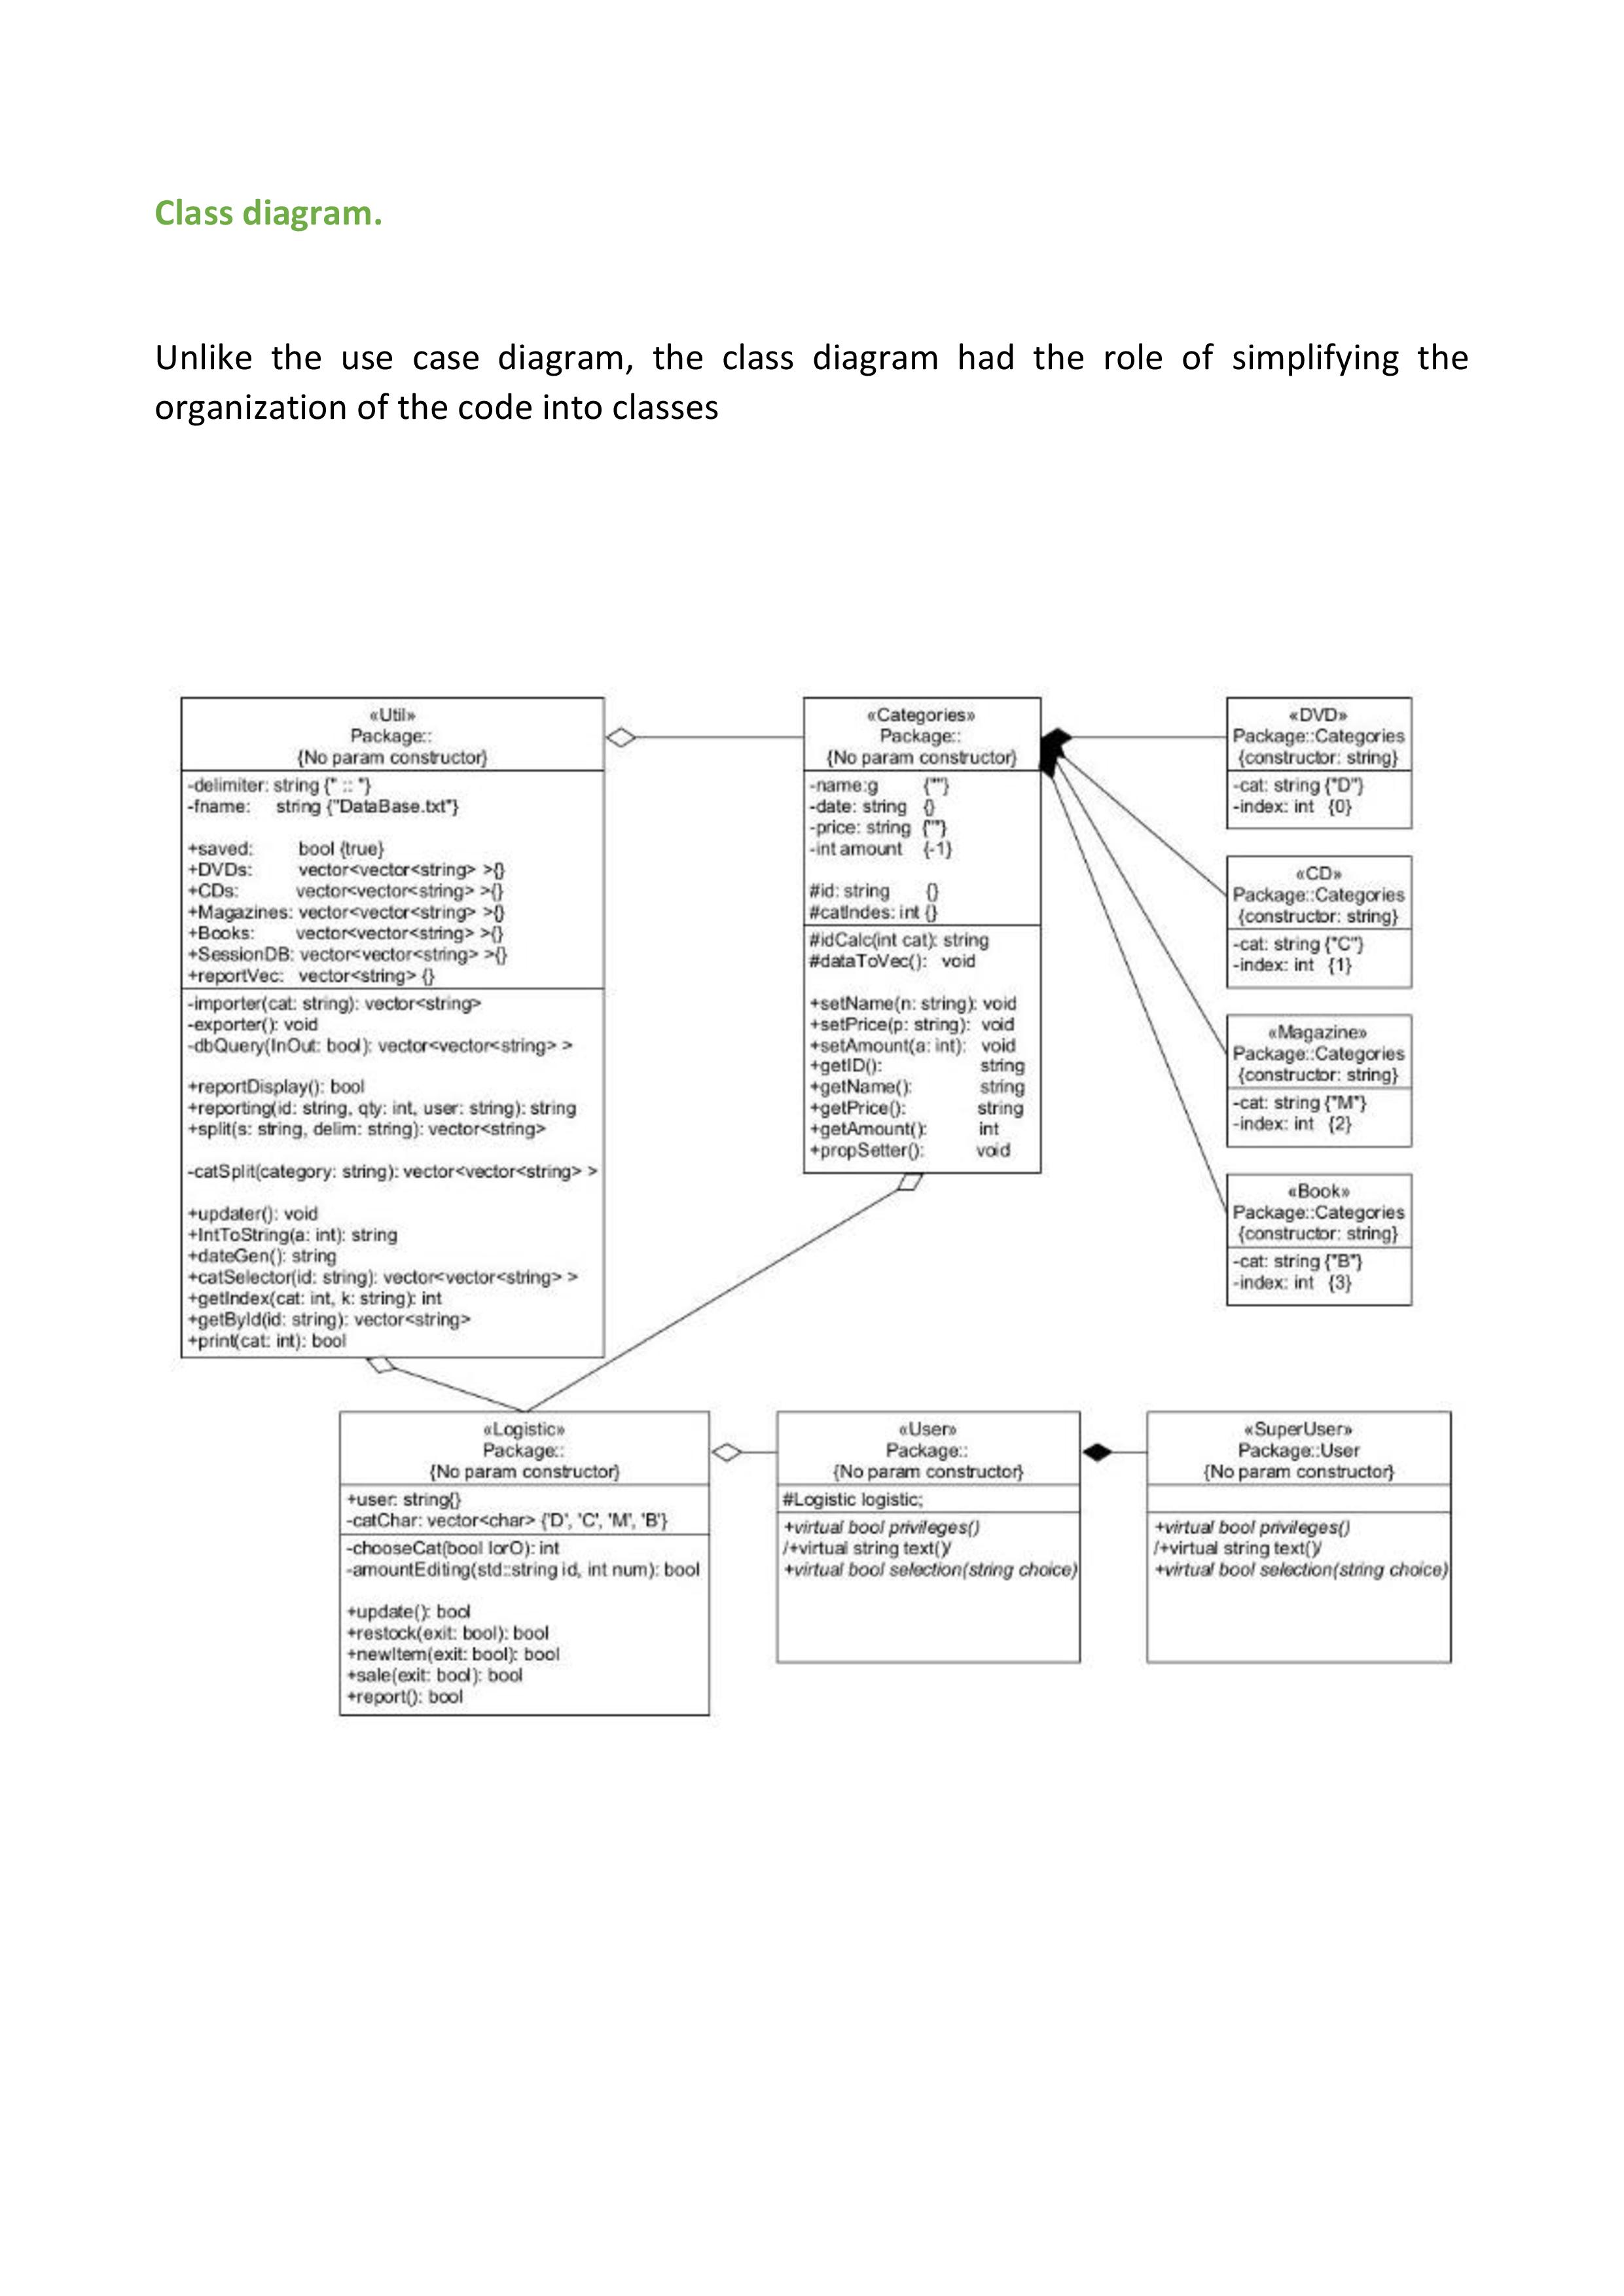 Class diagram.
Unlike the use case diagram, the class diagram had the role of simplifying the
organization of the code into classes
«Util»
Package::
{No param constructor}
-delimiter: string {" :: "}
-fname: string {"DataBase.txt"}
+saved: bool {true}
+DVDs: vector<vector<string> >{}
+CDs: vector<vector<string> >{}
+Magazines: vector<vector<string> >{}
+Books: vector<vector<string> >{}
+SessionDB: vector<vector<string> >{}
+reportVec: vector<string> {}
-importer(cat: string): vector<string>
-exporter(): void
-dbQuery(InOut: bool): vector<vector<string> >
+reportDisplay(): bool
+reporting(id: string, qty: int, user: string): string
+split(s: string, delim: string): vector<string>
-catSplit(category: string): vector<vector<string> >
+updater(): void
+IntToString(a: int): string
+dateGen(): string
+catSelector(id: string): vector<vector<string> >
+getIndex(cat: int, k: string): int
+getById(id: string): vector<string>
+print(cat: int): bool
«Categories»
Package::
{No param constructor}
-name:g {""}
-date: string {}
-price: string {""}
-int amount {-1}
#id: string {}
#catIndes: int {}
#idCalc(int cat): string
#dataToVec(): void
+setName(n: string): void
+setPrice(p: string): void
+setAmount(a: int): void
+getID(): string
+getName(): string
+getPrice(): string
+getAmount(): int
+propSetter(): void
«DVD»
Package::Categories
{constructor: string}
-cat: string {"D"}
-index: int {0}
«CD»
Package::Categories
{constructor: string}
-cat: string {"C"}
-index: int {1}
«Magazine»
Package::Categories
{constructor: string}
-cat: string {"M"}
-index: int {2}
«Book»
Package::Categories
{constructor: string}
-cat: string {"B"}
-index: int {3}
«Logistic»
Package::
{No param constructor}
+user: string{}
-catChar: vector<char> {'D', 'C', 'M', 'B'}
-chooseCat(bool IorO): int
-amountEditing(std::string id, int num): bool
+update(): bool
+restock(exit: bool): bool
+newItem(exit: bool): bool
+sale(exit: bool): bool
+report(): bool
«User»
Package::
{No param constructor}
#Logistic logistic;
+virtual bool privileges()
/+virtual string text()/
+virtual bool selection(string choice)
«SuperUser»
Package::User
{No param constructor}
+virtual bool privileges()
/+virtual string text()/
+virtual bool selection(string choice)